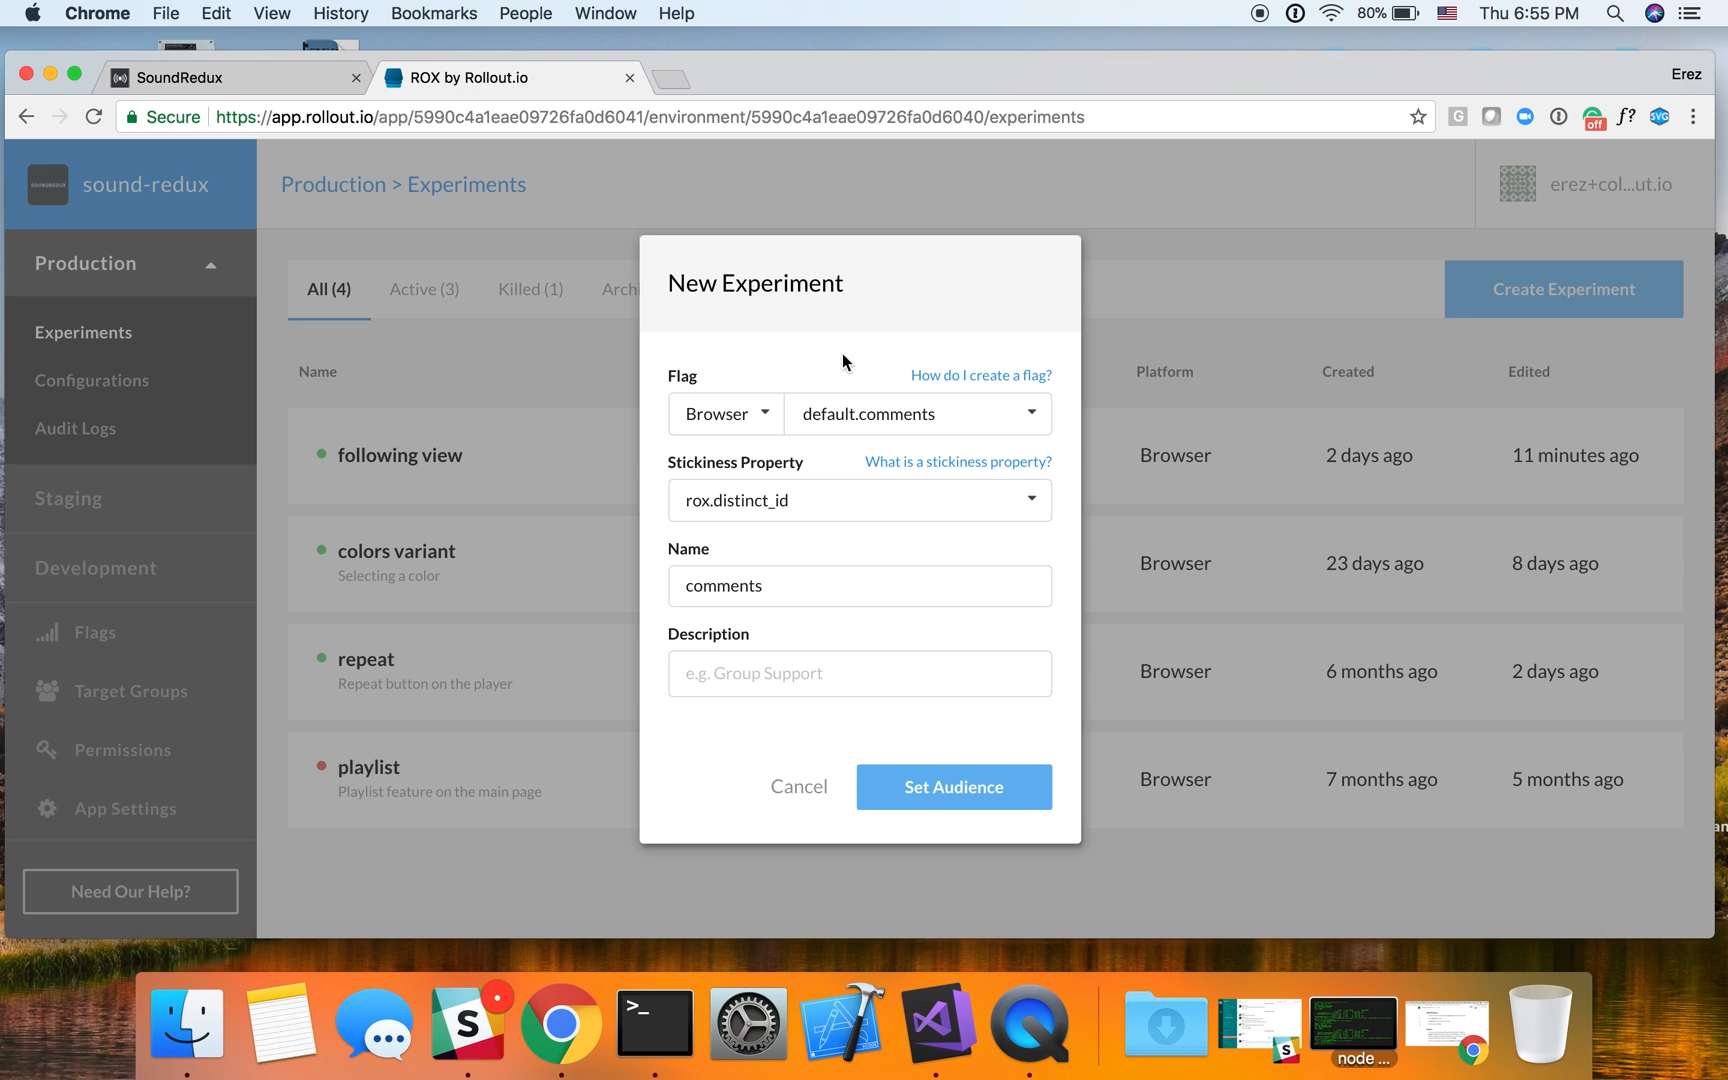 Chrome File Edit View History Bookmarks People Window Help 80% Thu 6:55 PM
SoundRedux ROX by Rollout.io Erez
Secure https://app.rollout.io/app/5990c4a1eae09726fa0d6041/environment/5990c4a1eae09726fa0d6040/experiments G off f? SVG
SOUNDREDUX sound-redux Production > Experiments erez+col...ut.io
Production
Experiments
Configurations
Audit Logs
Staging
Development
Flags
Target Groups
Permissions
App Settings
Need Our Help?
All (4) Active (3) Killed (1) Archi Create Experiment
Name Platform Created Edited
following view Browser 2 days ago 11 minutes ago
colors variant Browser 23 days ago 8 days ago
Selecting a color
repeat Browser 6 months ago 2 days ago
Repeat button on the player
playlist Browser 7 months ago 5 months ago
Playlist feature on the main page
New Experiment
Flag How do I create a flag?
Browser default.comments
Stickiness Property What is a stickiness property?
rox.distinct_id
Name
comments
Description
e.g. Group Support
Cancel Set Audience
S >_ S
node ...